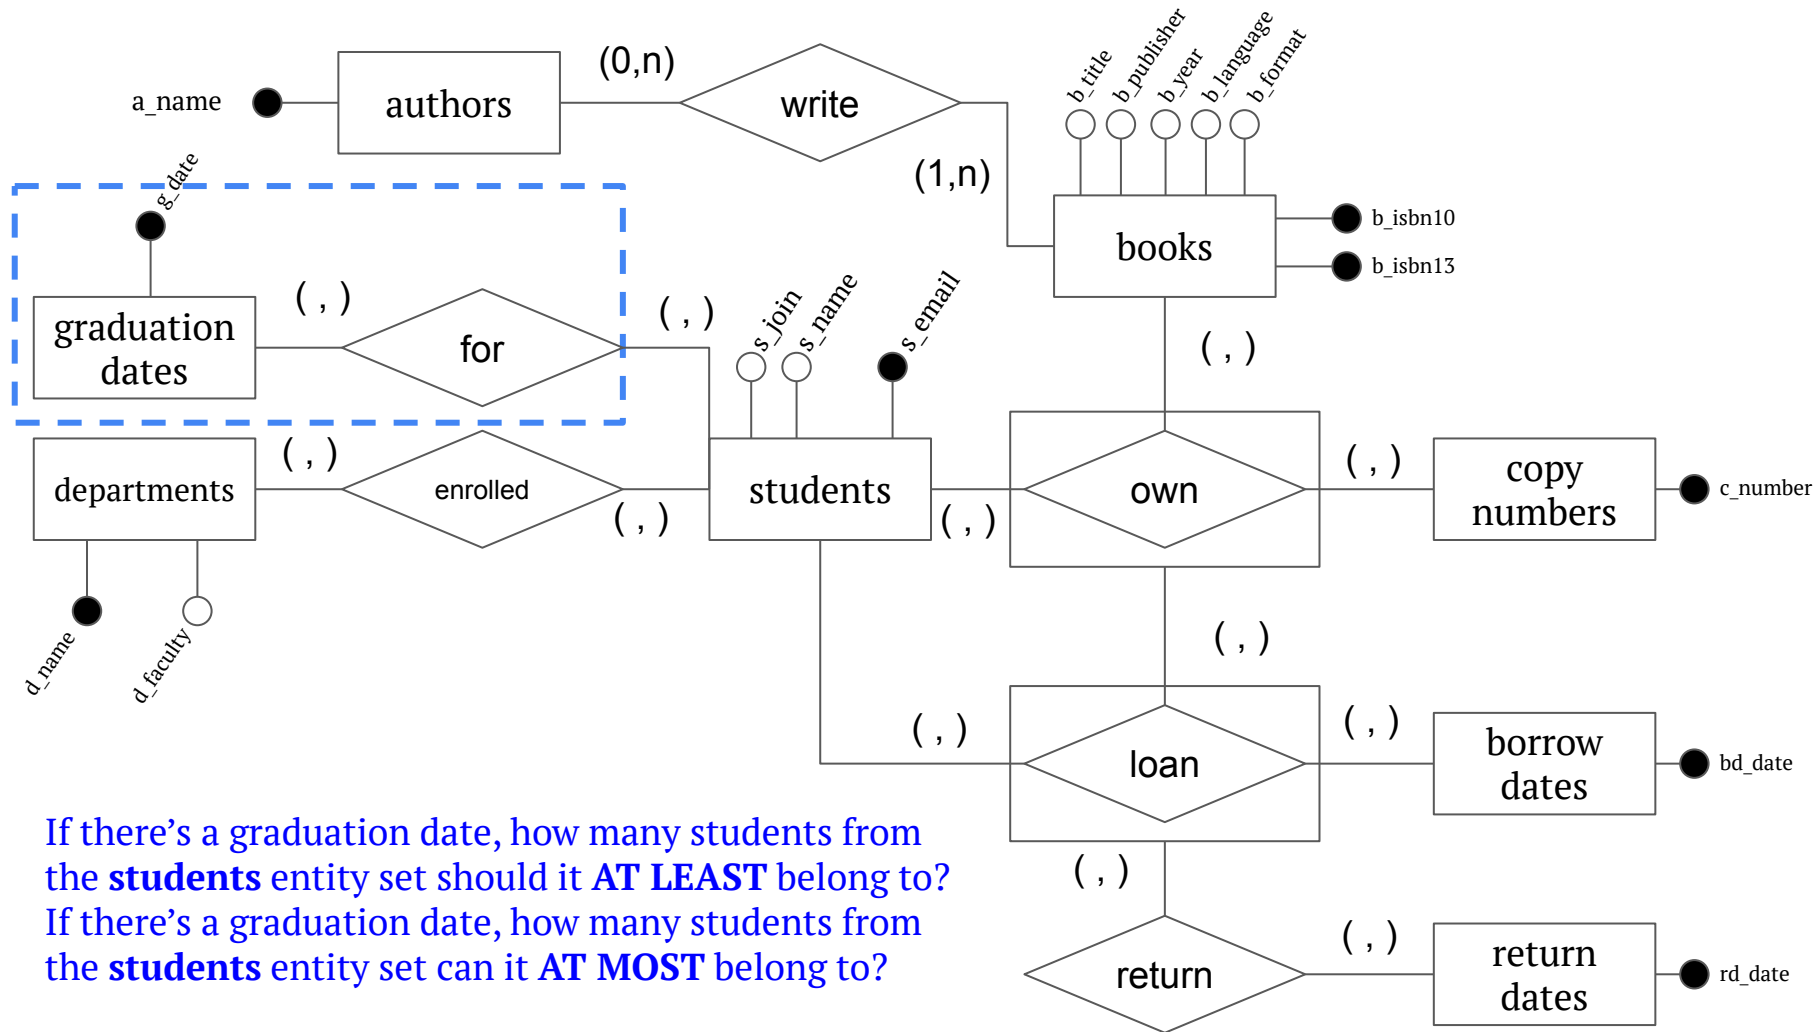 a_name
authors
(0,n)
write
(1,n)
b_title
b_publisher
b_year
b_language
b_format
books
b_isbn10
b_isbn13
g_date
graduation
dates
( , )
for
( , )
s_join
s_name
s_email
( , )
departments
( , )
enrolled
( , )
students
( , )
own
( , )
copy
numbers
c_number
d_name
d_faculty
( , )
( , )
loan
( , )
borrow
dates
bd_date
If there’s a graduation date, how many students from
the students entity set should it AT LEAST belong to?
If there’s a graduation date, how many students from
the students entity set can it AT MOST belong to?
( , )
return
( , )
return
dates
rd_date